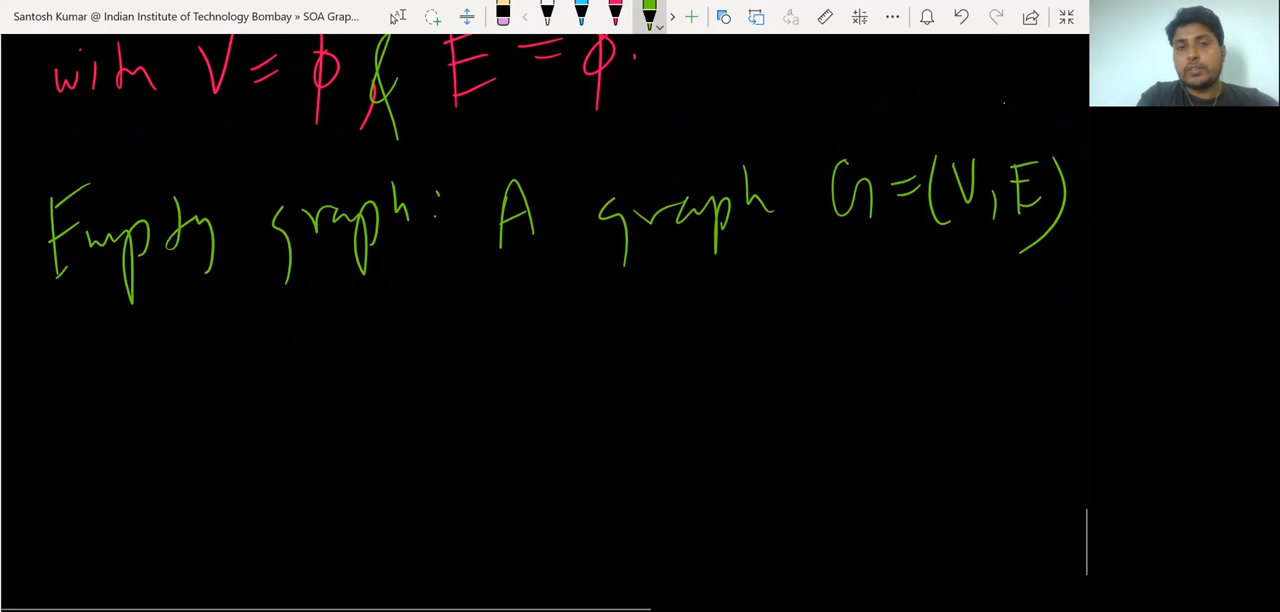 Santosh Kumar @ Indian Institute of Technology Bombay » SOA Grap...
with V = ϕ & E = ϕ.
Empty graph: A graph G = (V, E)